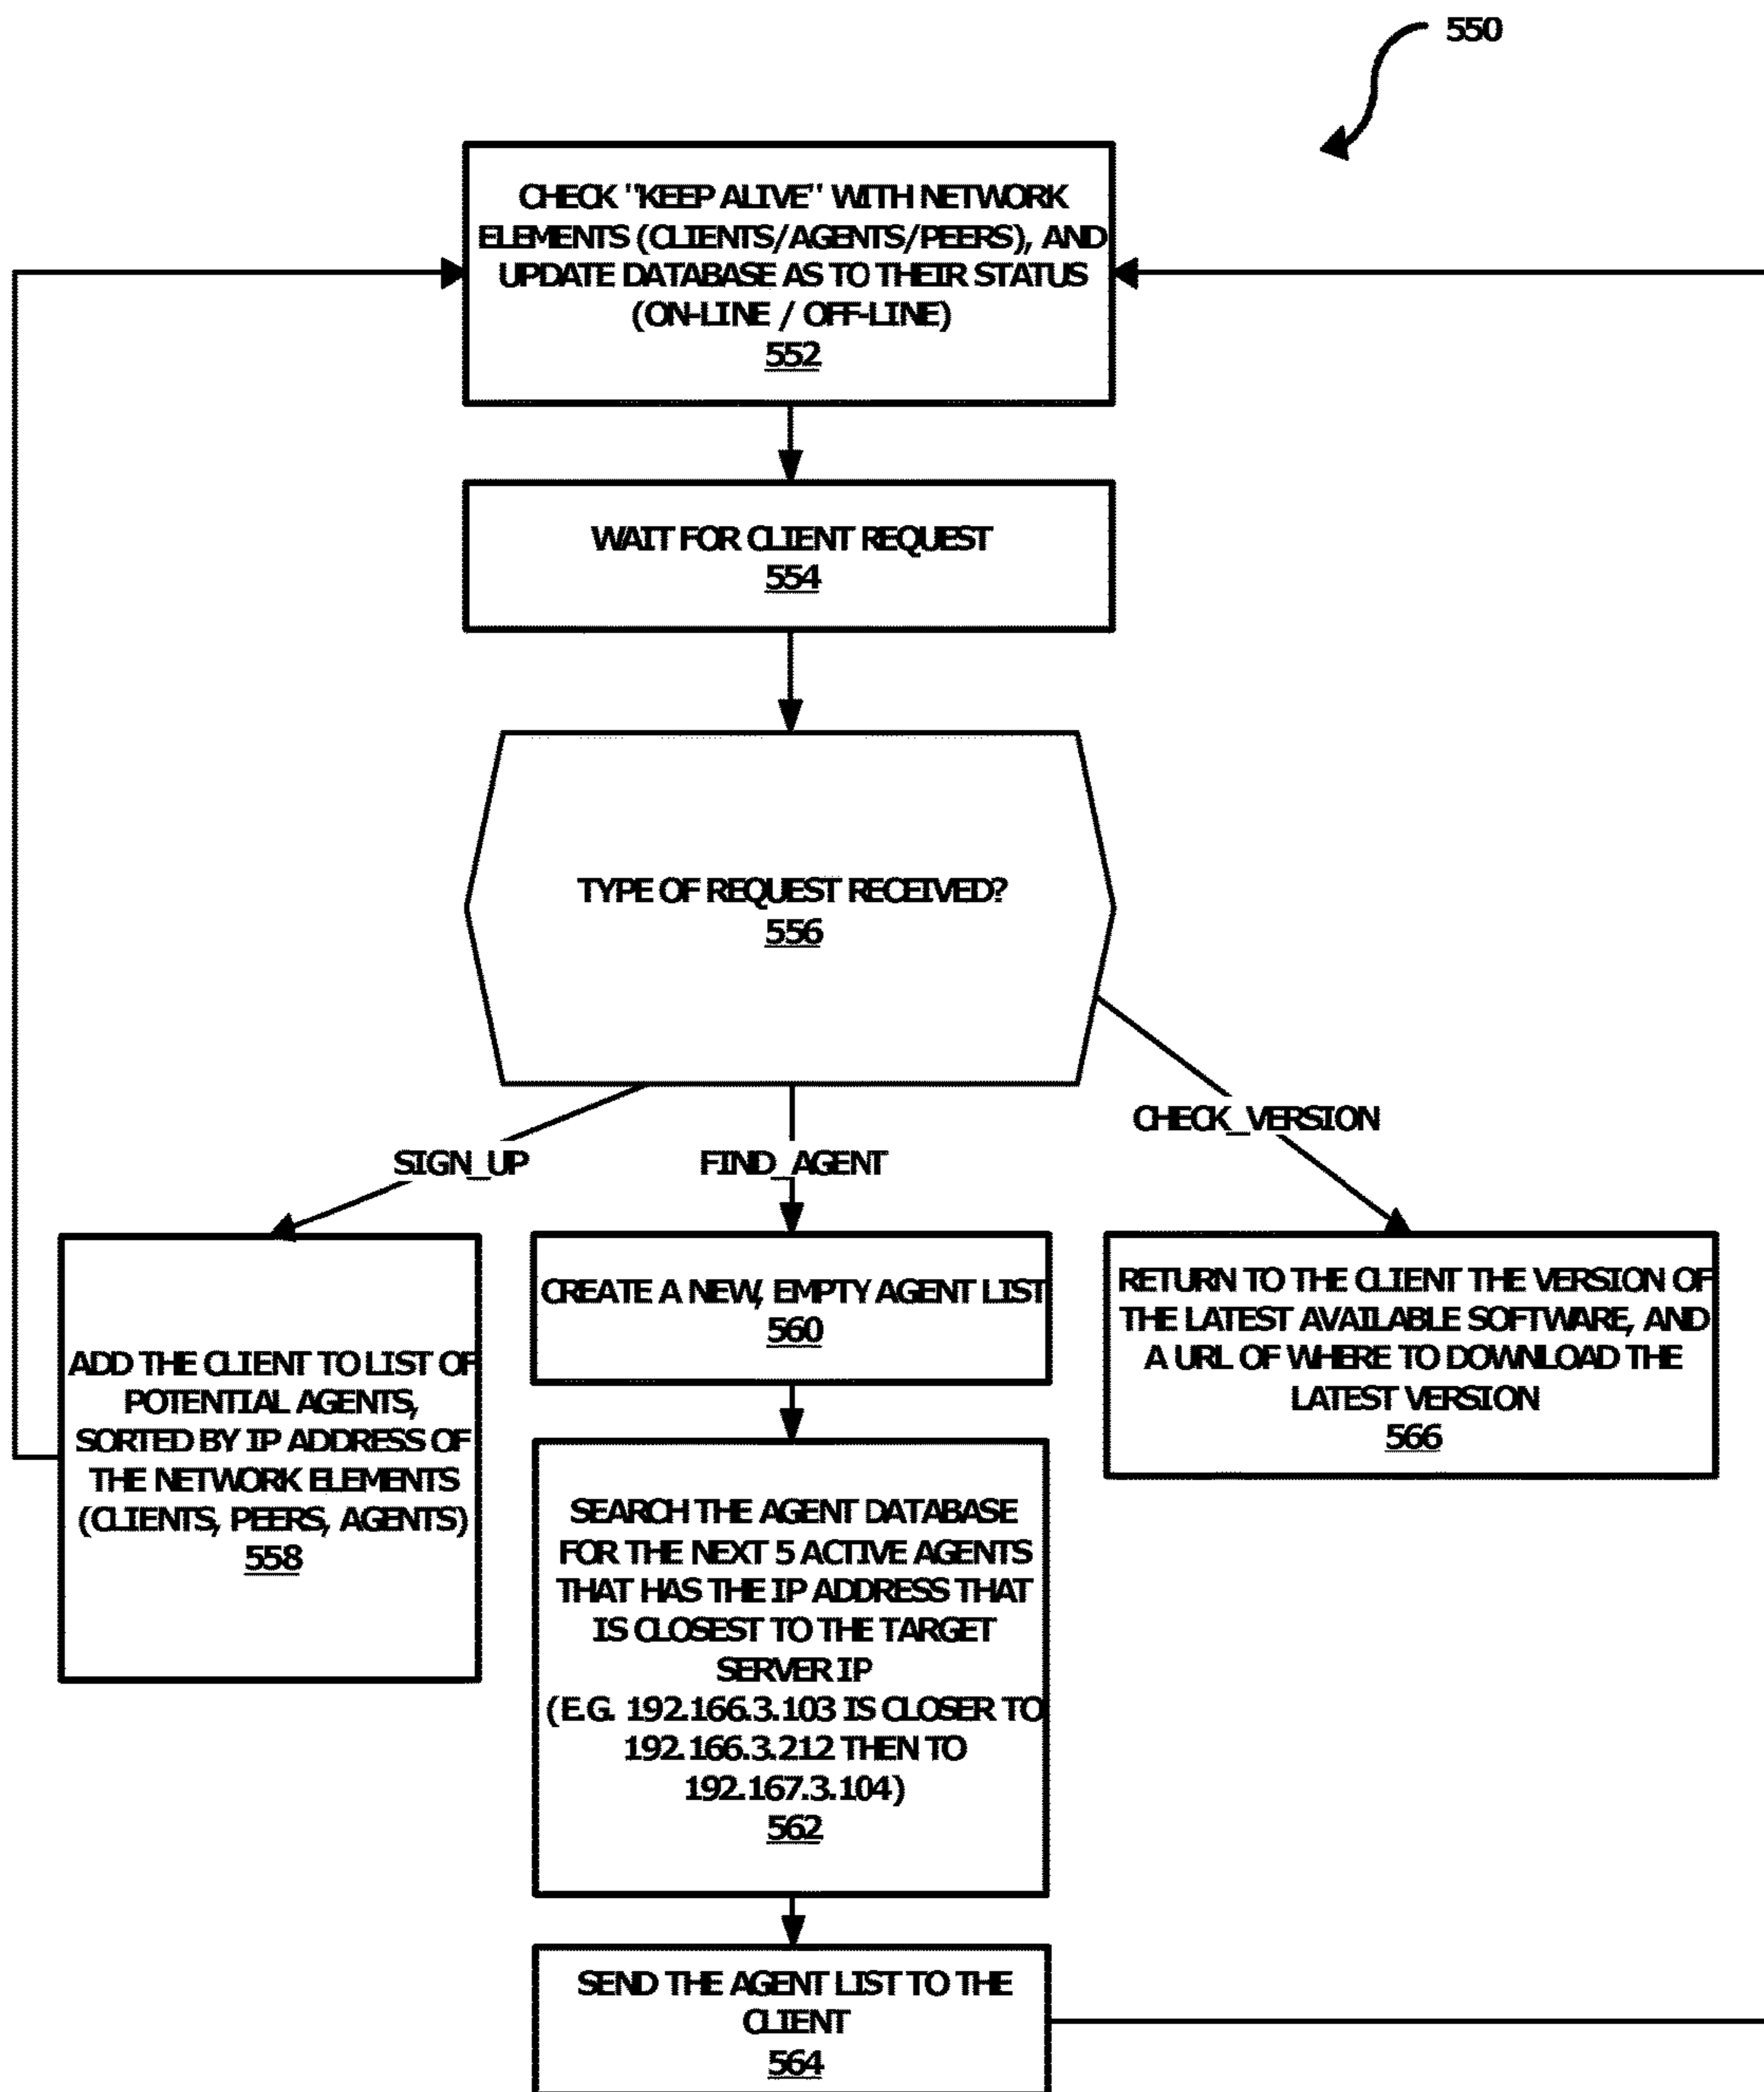 550
CHECK "KEEP ALIVE" WITH NETWORK
ELEMENTS (CLIENTS/AGENTS/PEERS), AND
UPDATE DATABASE AS TO THEIR STATUS
(ON-LINE / OFF-LINE)
552
WAIT FOR CLIENT REQUEST
554
TYPE OF REQUEST RECEIVED?
556
SIGN_UP
FIND_AGENT
CHECK_VERSION
ADD THE CLIENT TO LIST OF
POTENTIAL AGENTS,
SORTED BY IP ADDRESS OF
THE NETWORK ELEMENTS
(CLIENTS, PEERS, AGENTS)
558
CREATE A NEW, EMPTY AGENT LIST
560
SEARCH THE AGENT DATABASE
FOR THE NEXT 5 ACTIVE AGENTS
THAT HAS THE IP ADDRESS THAT
IS CLOSEST TO THE TARGET
SERVER IP
(E.G. 192.166.3.103 IS CLOSER TO
192.166.3.212 THEN TO
192.167.3.104)
562
SEND THE AGENT LIST TO THE
CLIENT
564
RETURN TO THE CLIENT THE VERSION OF
THE LATEST AVAILABLE SOFTWARE, AND
A URL OF WHERE TO DOWNLOAD THE
LATEST VERSION
566